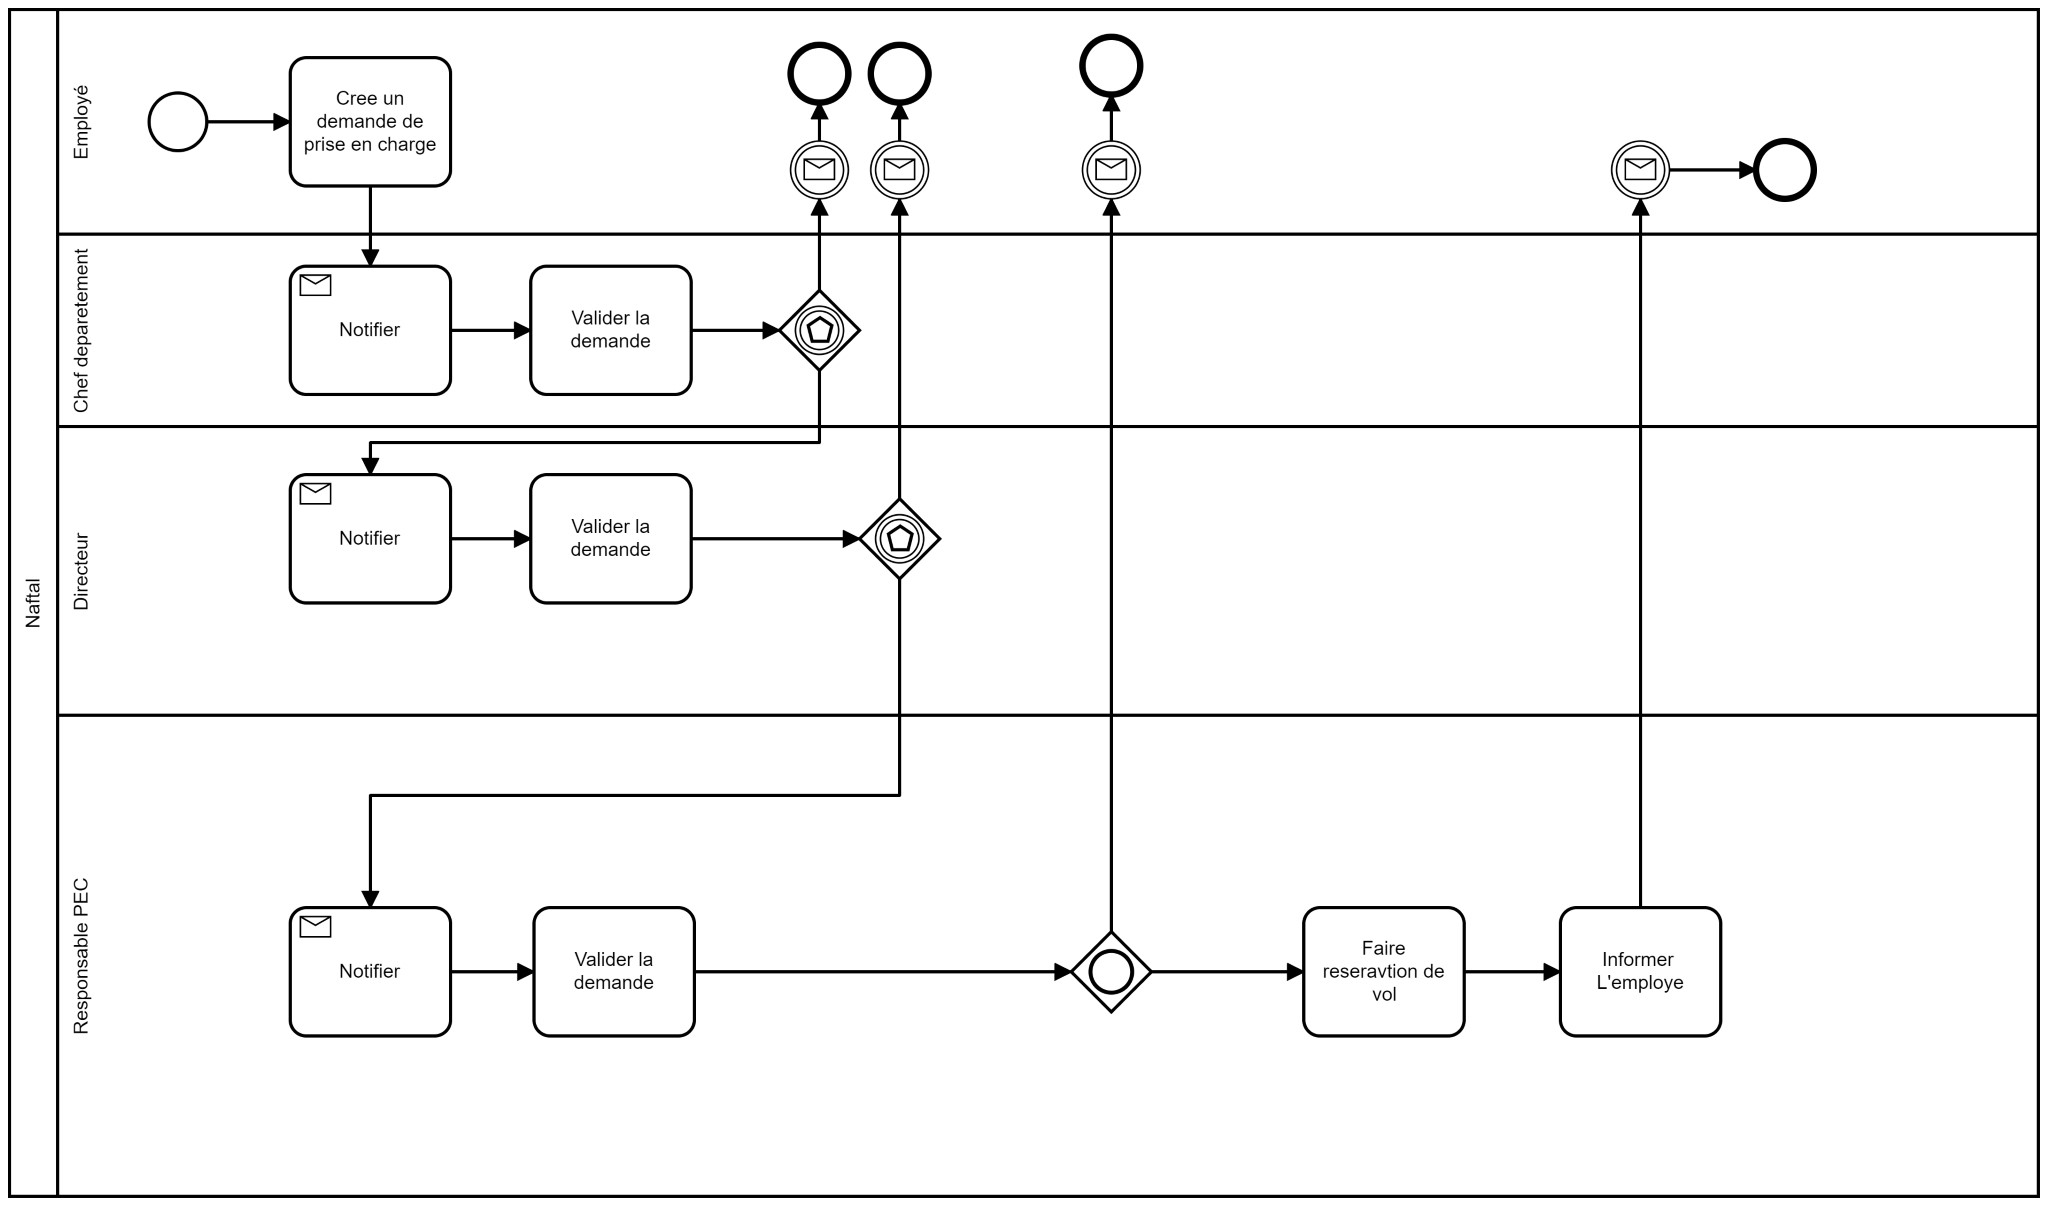 Naftal
Employé
Cree un
demande de
prise en charge
Chef deparetement
Notifier
Valider la
demande
Directeur
Notifier
Valider la
demande
Responsable PEC
Notifier
Valider la
demande
Faire
reseravtion de
vol
Informer
L'employe